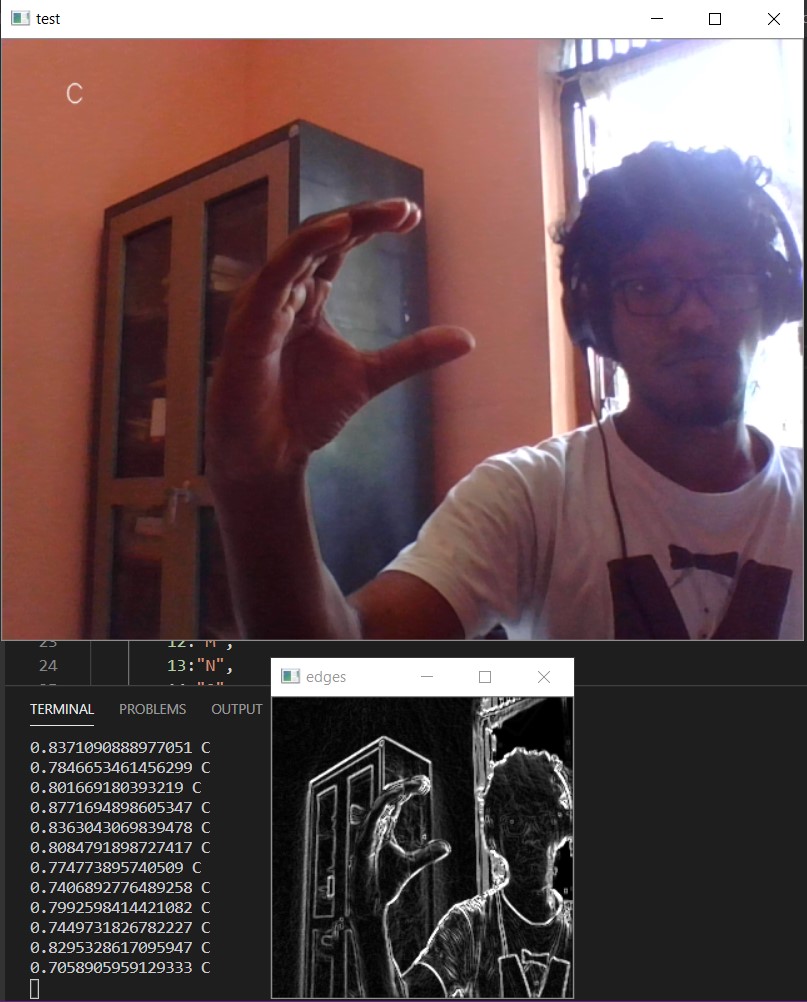 test
C
23
12:"M",
24
13:"N",
edges
TERMINAL
PROBLEMS
OUTPUT
0.8371090888977051 C
0.7846653461456299 C
0.801669180393219 C
0.8771694898605347 C
0.8363043069839478 C
0.8084791898727417 C
0.774773895740509 C
0.7406892776489258 C
0.7992598414421082 C
0.7449731826782227 C
0.8295328617095947 C
0.7058905959129333 C